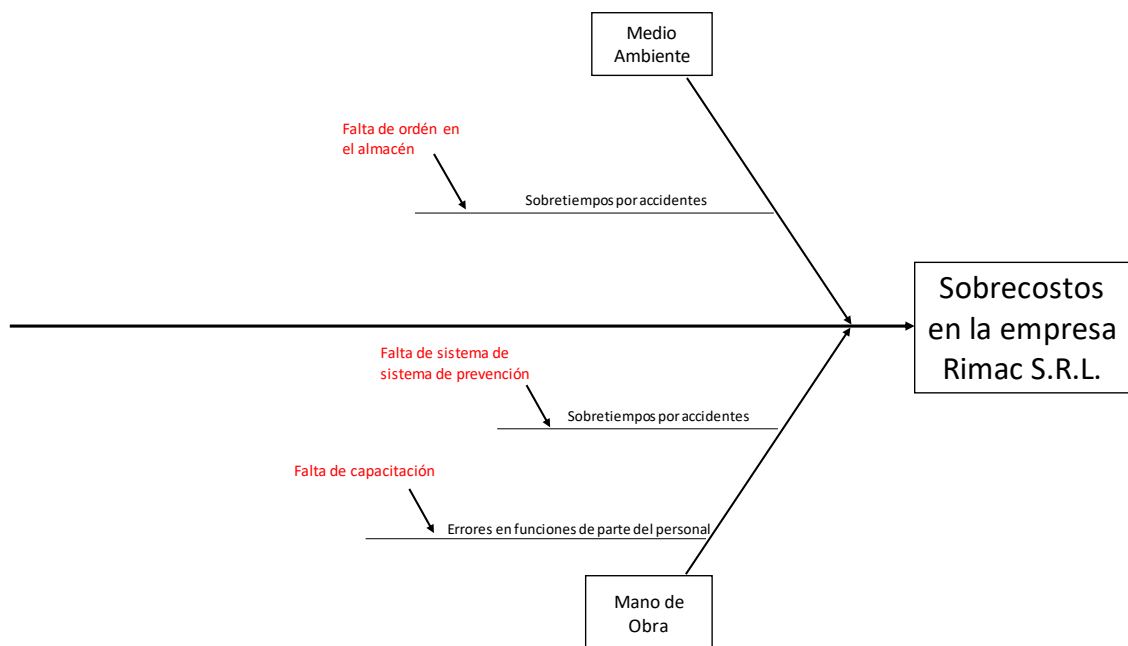 Medio
Ambiente
Falta de ordén en
el almacén
Sobretiempos por accidentes
Sobrecostos
en la empresa
Rimac S.R.L.
Falta de sistema de
sistema de prevención
Sobretiempos por accidentes
Falta de capacitación
Errores en funciones de parte del personal
Mano de
Obra